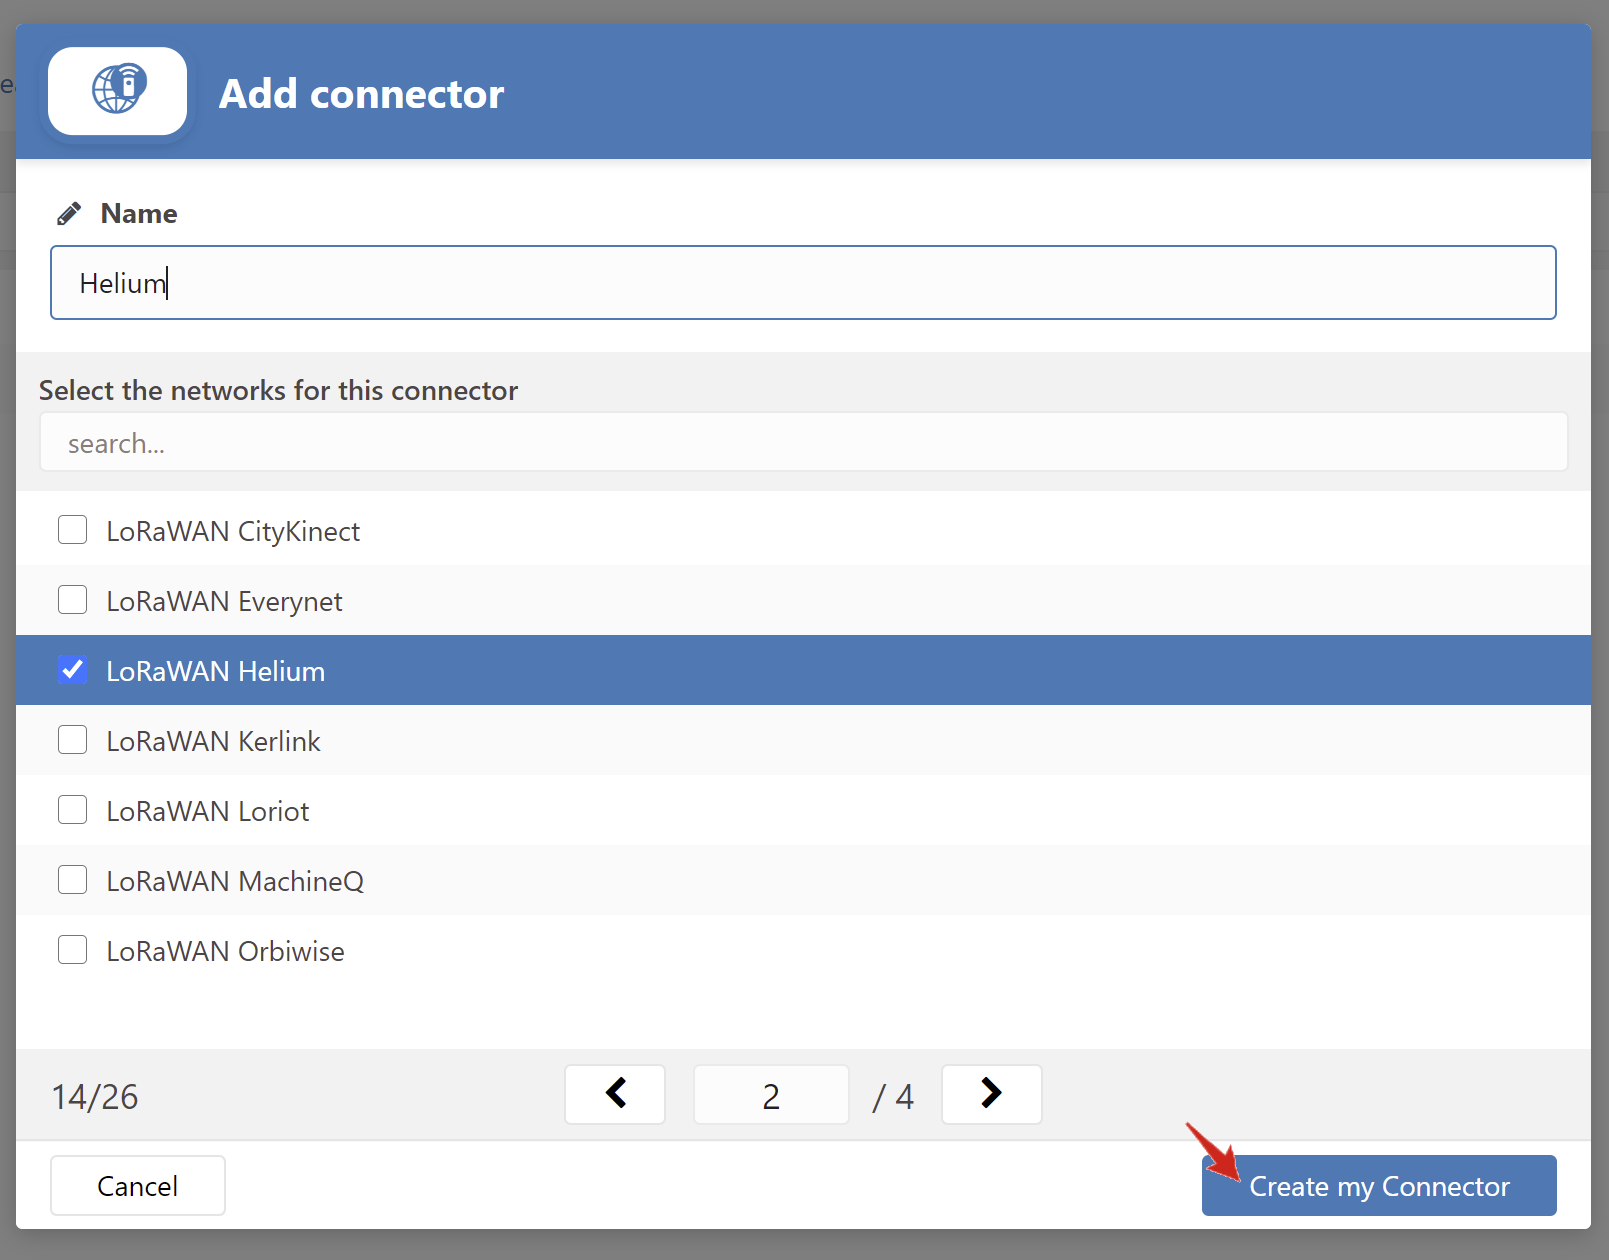 Add connector
Name
Helium
Select the networks for this connector
search...
LoRaWAN CityKinect
LoRaWAN Everynet
LoRaWAN Helium
LoRaWAN Kerlink
LoRaWAN Loriot
LoRaWAN MachineQ
LoRaWAN Orbiwise
14/26 2 / 4
Cancel Create my Connector